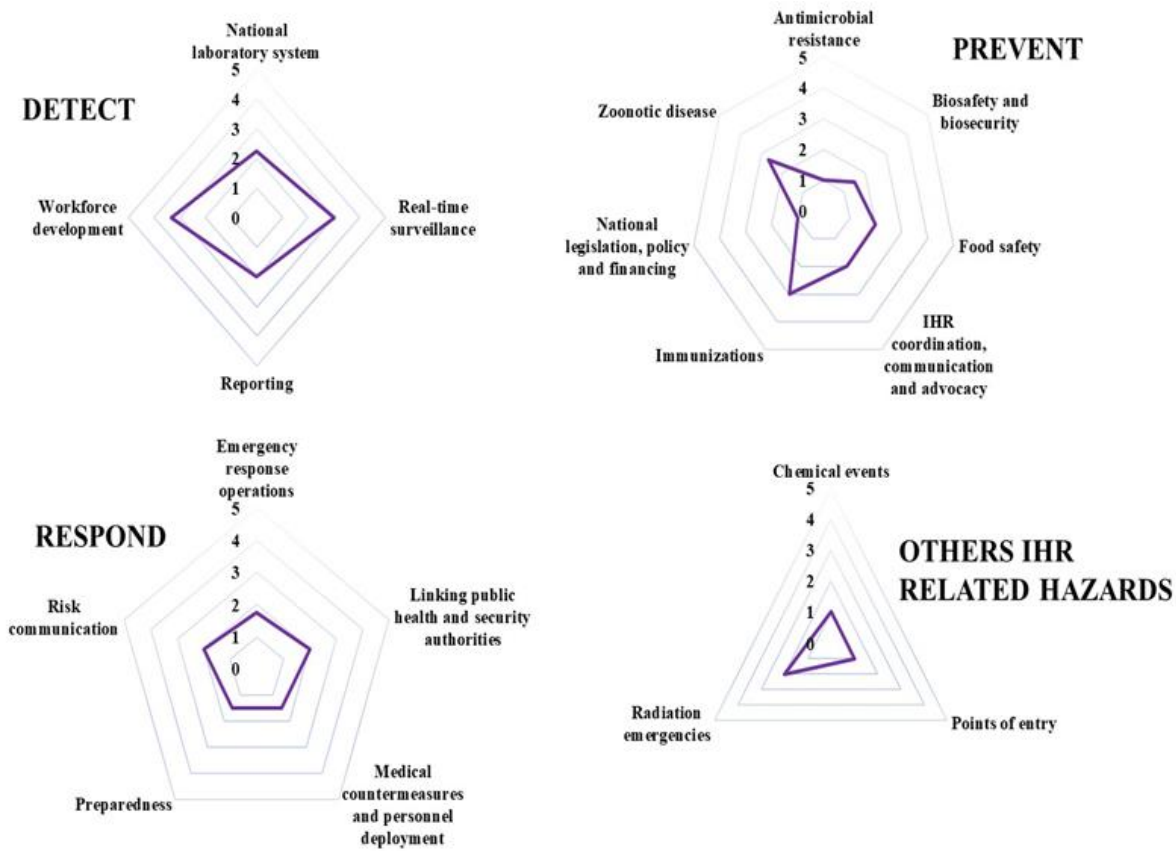 National
laboratory system
DETECT
5
4
3
2
1
0
Workforce
development
Real-time
surveillance
Reporting
Antimicrobial
resistance
PREVENT
5
4
3
2
1
0
Zoonotic disease
Biosafety and
biosecurity
National
legislation, policy
and financing
Food safety
Immunizations
IHR
coordination,
communication
and advocacy
Emergency
response
operations
RESPOND
5
4
3
2
1
0
Risk
communication
Linking public
health and security
authorities
Preparedness
Medical
countermeasures
and personnel
deployment
Chemical events
5
4
3
2
1
0
OTHERS IHR
RELATED HAZARDS
Radiation
emergencies
Points of entry